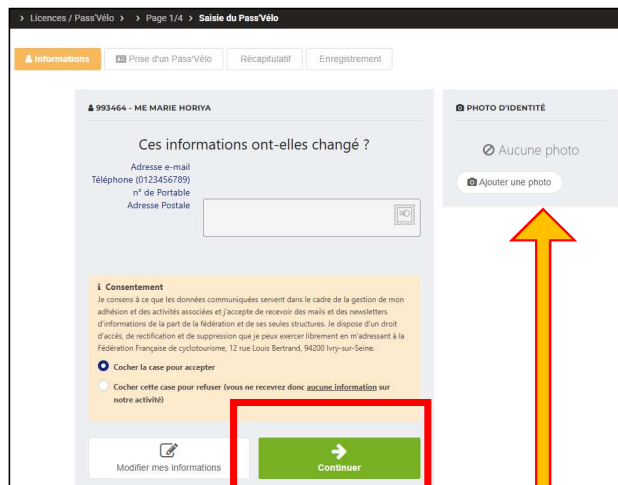 > Licences / Pass'Vélo > > Page 1/4 > Saisie du Pass'Vélo
Informations
Prise d'un Pass'Vélo
Récapitulatif
Enregistrement
993464 - ME MARIE HORIYA
Ces informations ont-elles changé ?
Adresse e-mail
Téléphone (0123456789)
n° de Portable
Adresse Postale
i Consentement
Je consens à ce que les données communiquées servent dans le cadre de la gestion de mon
adhésion et des activités associées et j'accepte de recevoir des mails et des newsletters
d'informations de la part de la fédération et de ses seules structures. Je dispose d'un droit
d'accès, de rectification et de suppression que je peux exercer librement en m'adressant à la
Fédération Française de cyclotourisme, 12 rue Louis Bertrand, 94200 Ivry-sur-Seine.
Cocher la case pour accepter
Cocher cette case pour refuser (vous ne recevrez donc aucune information sur
notre activité)
Modifier mes informations
Continuer
PHOTO D'IDENTITÉ
Aucune photo
Ajouter une photo